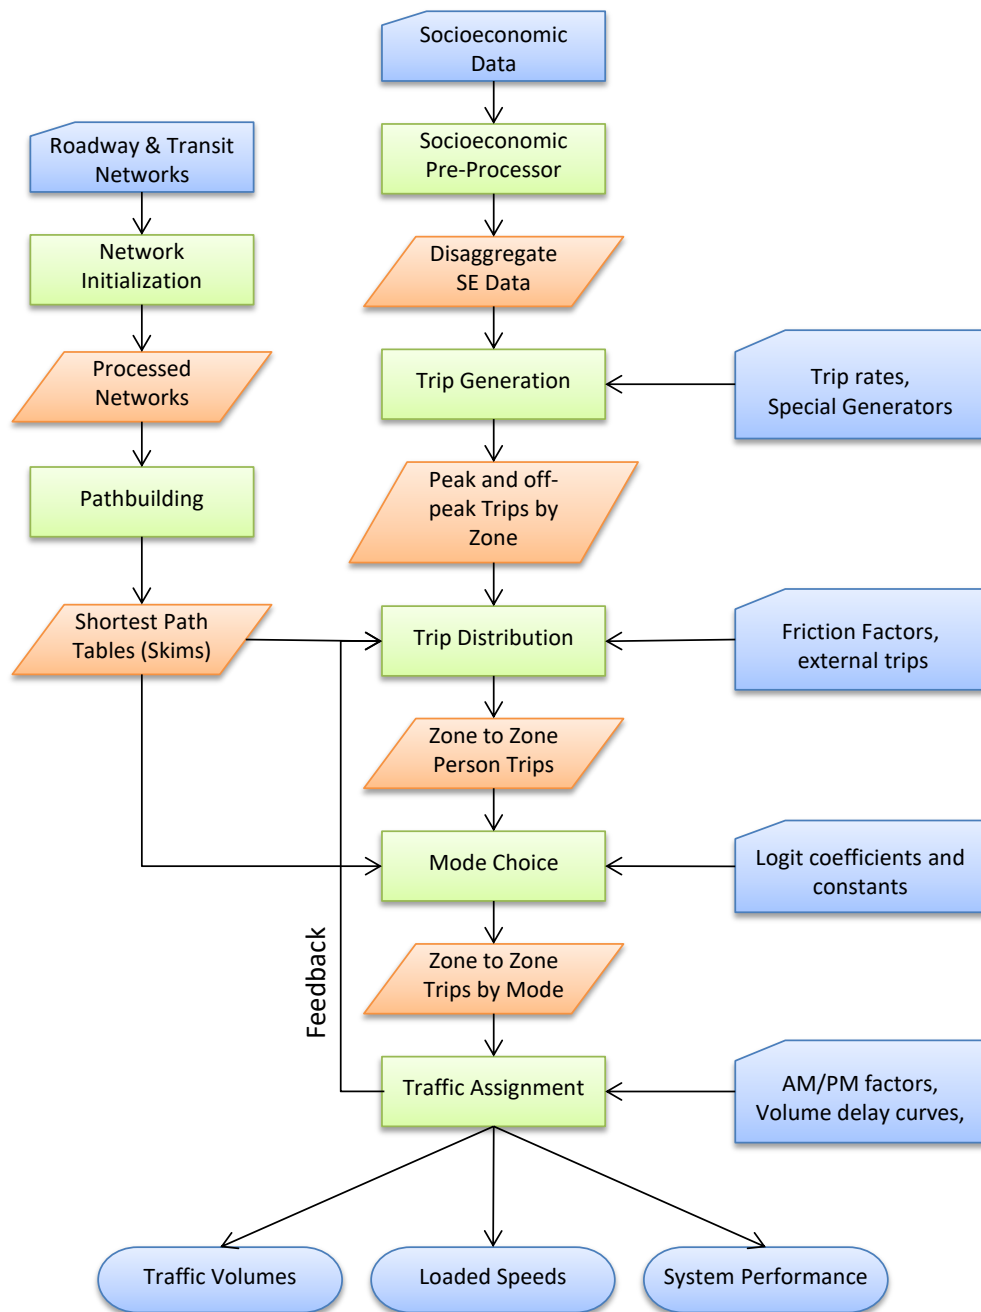 Socioeconomic
Data
Roadway & Transit
Networks
Socioeconomic
Pre-Processor
Network
Initialization
Disaggregate
SE Data
Processed
Networks
Trip Generation
Trip rates,
Special Generators
Pathbuilding
Peak and off-
peak Trips by
Zone
Shortest Path
Tables (Skims)
Trip Distribution
Friction Factors,
external trips
Zone to Zone
Person Trips
Mode Choice
Logit coefficients and
constants
Feedback
Zone to Zone
Trips by Mode
Traffic Assignment
AM/PM factors,
Volume delay curves,
Traffic Volumes
Loaded Speeds
System Performance